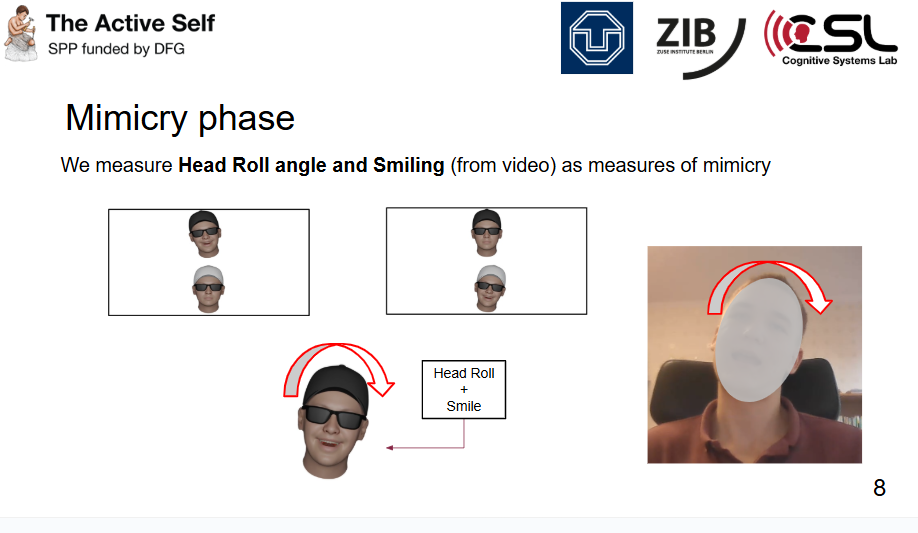 The Active Self
SPP funded by DFG
ZIB
ZUSE INSTITUTE BERLIN
CSL
Cognitive Systems Lab
Mimicry phase
We measure Head Roll angle and Smiling (from video) as measures of mimicry
Head Roll
+
Smile
8